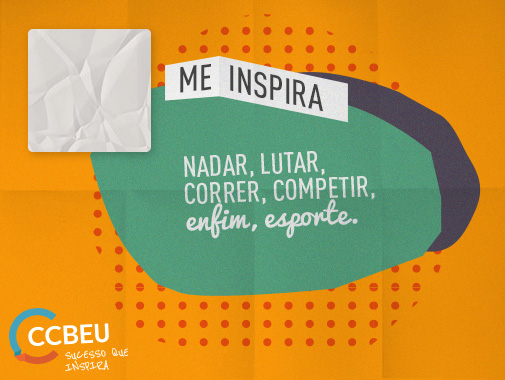 ME INSPIRA
NADAR, LUTAR,
CORRER, COMPETIR,
enfim, esporte.
CCBEU
SUCESSO QUE
INSPIRA